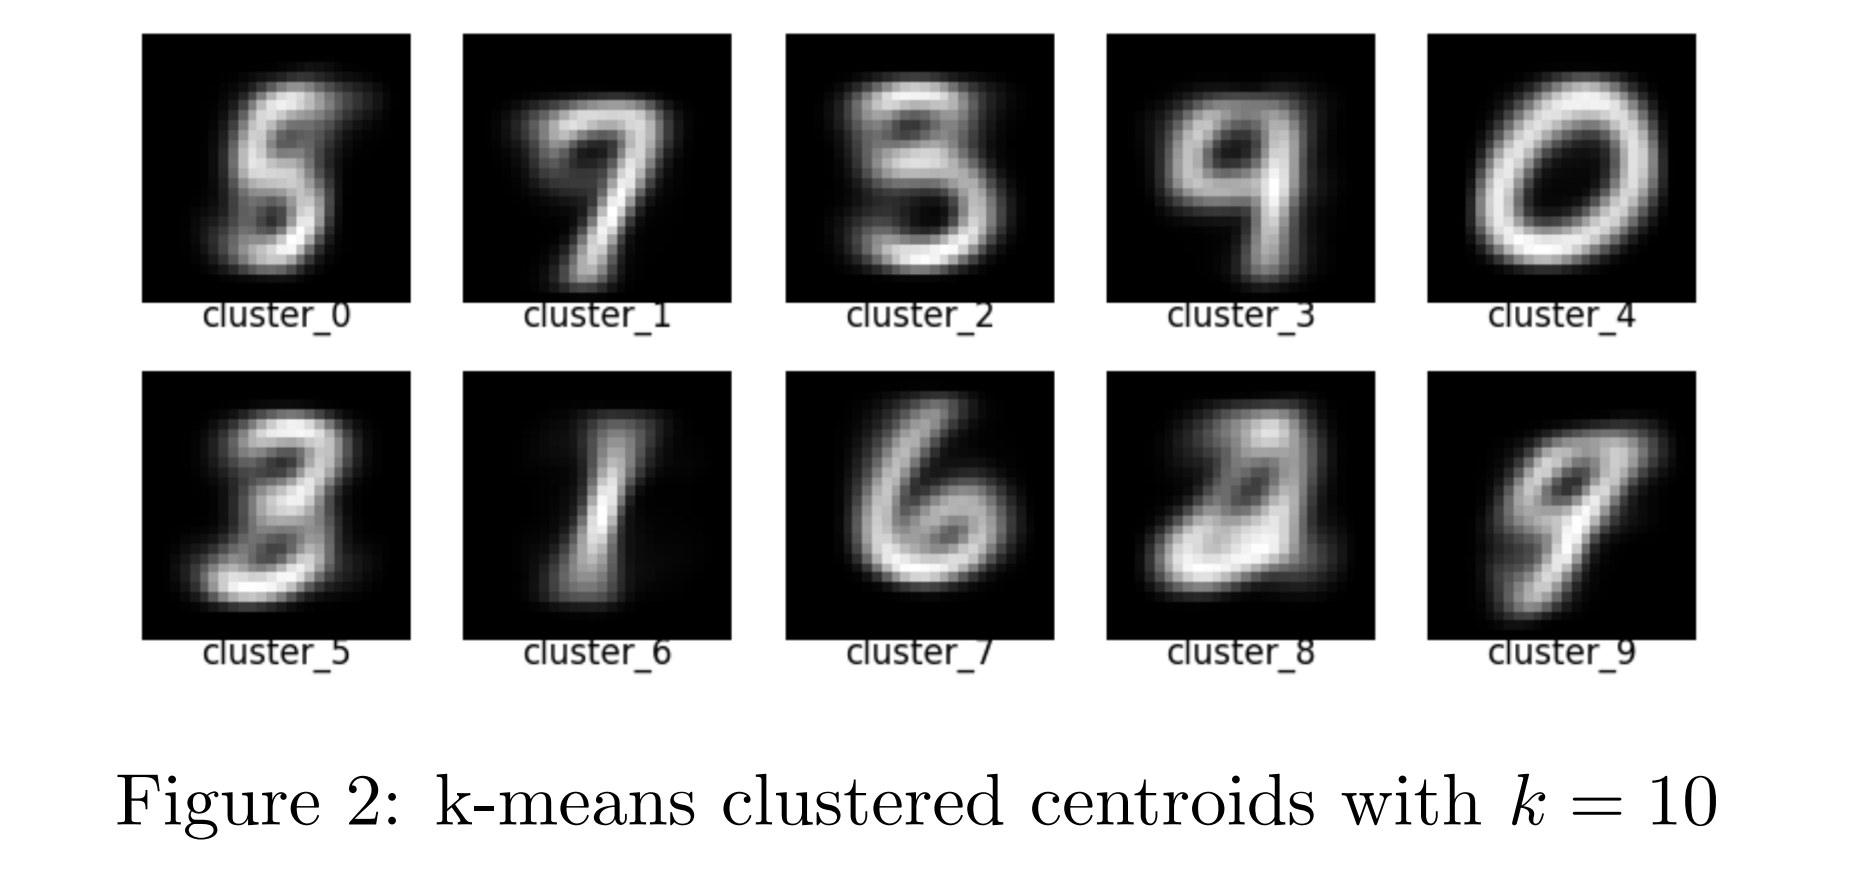 cluster_0 cluster_1 cluster_2 cluster_3 cluster_4
cluster_5 cluster_6 cluster_7 cluster_8 cluster_9
Figure 2: k-means clustered centroids with k = 10